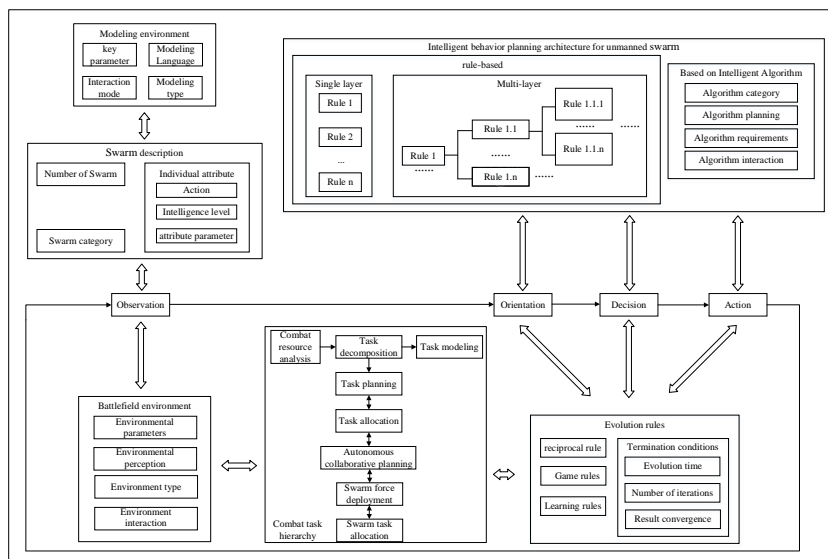 Modeling environment
key
parameter
Modeling
Language
Interaction
mode
Modeling
type
Swarm description
Number of Swarm
Swarm category
Individual attribute
Action
Intelligence level
attribute parameter
Intelligent behavior planning architecture for unmanned swarm
rule-based
Single layer
Rule 1
Rule 2
...
Rule n
Multi-layer
Rule 1
......
Rule 1.1
......
Rule 1.n
......
Rule 1.1.1
......
......
Rule 1.1.n
Based on Intelligent Algorithm
Algorithm category
Algorithm planning
Algorithm requirements
Algorithm interaction
Observation
Orientation
Decision
Action
Battlefield environment
Environmental
parameters
Environmental
perception
Environment type
Environment
interaction
Combat
resource
analysis
Task
decomposition
Task modeling
Task planning
Task allocation
Autonomous
collaborative planning
Swarm force
deployment
Swarm task
allocation
Combat task
hierarchy
Evolution rules
reciprocal rule
Game rules
Learning rules
Termination conditions
Evolution time
Number of iterations
Result convergence